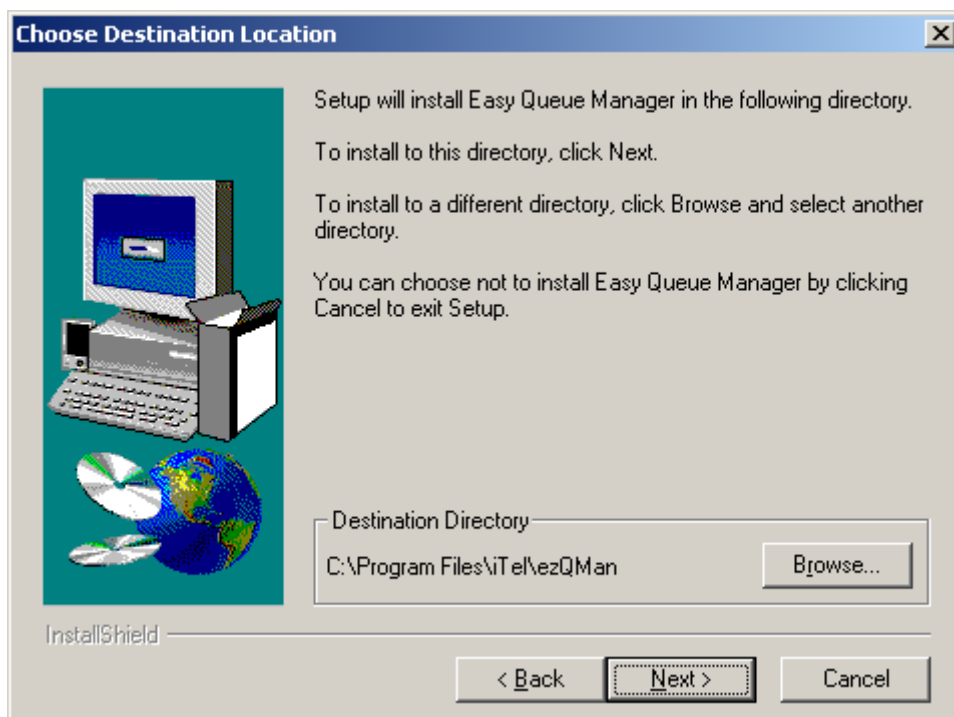 Choose Destination Location
Setup will install Easy Queue Manager in the following directory.
To install to this directory, click Next.
To install to a different directory, click Browse and select another
directory.
You can choose not to install Easy Queue Manager by clicking
Cancel to exit Setup.
Destination Directory
C:\Program Files\iTel\ezQMan
Browse...
InstallShield
< Back
Next >
Cancel